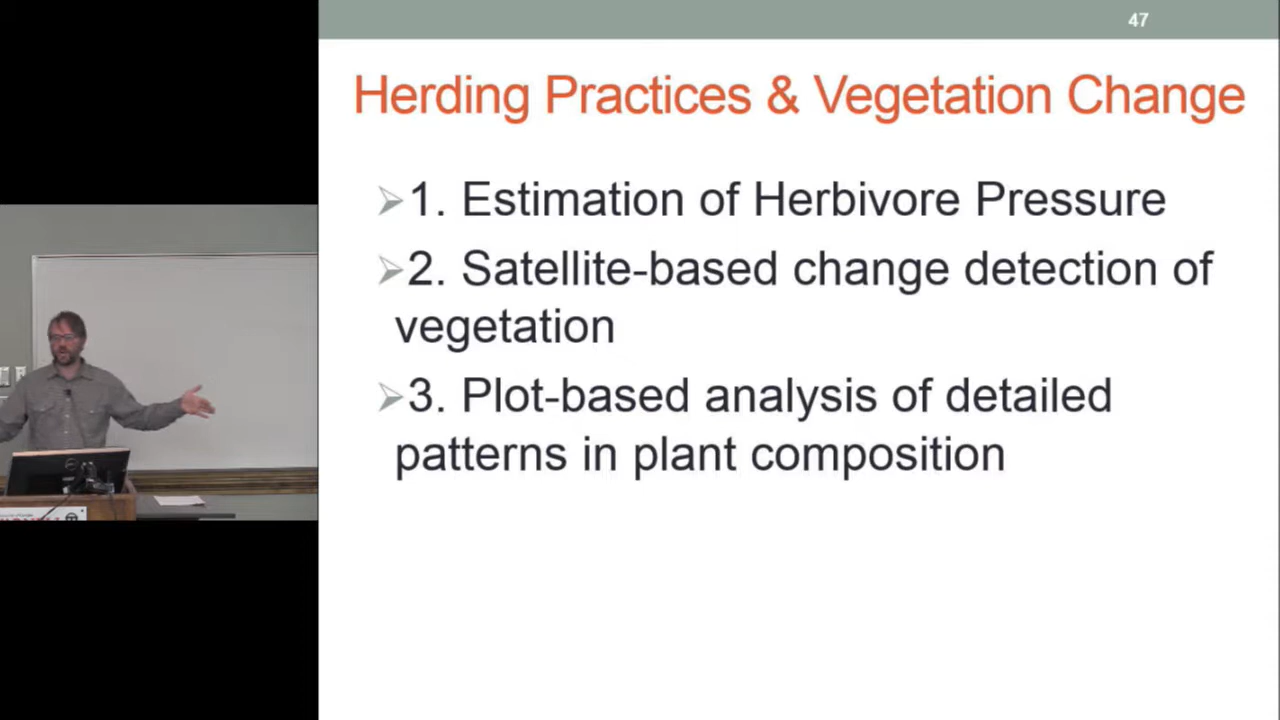 47
Herding Practices & Vegetation Change
➢1. Estimation of Herbivore Pressure
➢2. Satellite-based change detection of
vegetation
➢3. Plot-based analysis of detailed
patterns in plant composition